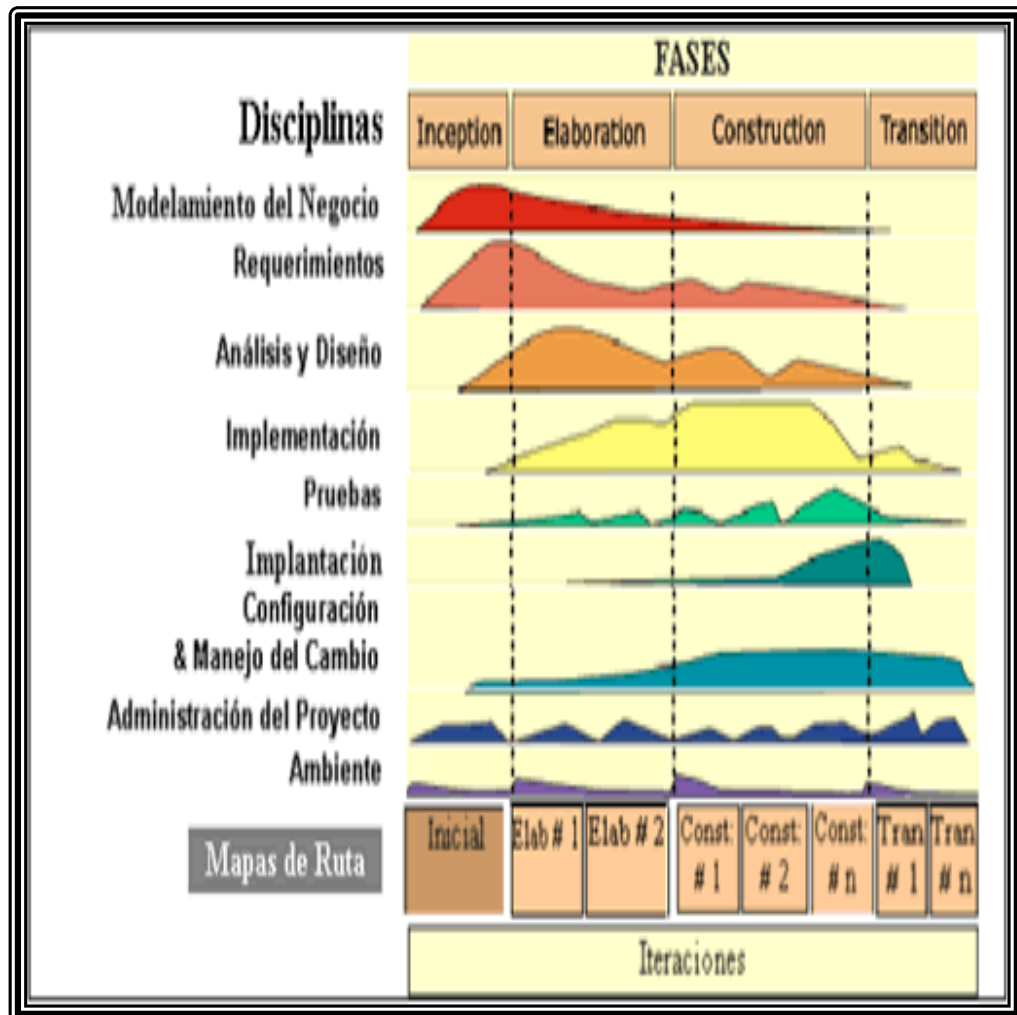 FASES
Disciplinas
Inception
Elaboration
Construction
Transition
Modelamiento del Negocio
Requerimientos
Análisis y Diseño
Implementación
Pruebas
Implantación
Configuración
& Manejo del Cambio
Administración del Proyecto
Ambiente
Mapas de Ruta
Inicial
Elab # 1
Elab # 2
Const:
# 1
Const:
# 2
Const:
# n
Tran
# 1
Tran
# n
Iteraciones